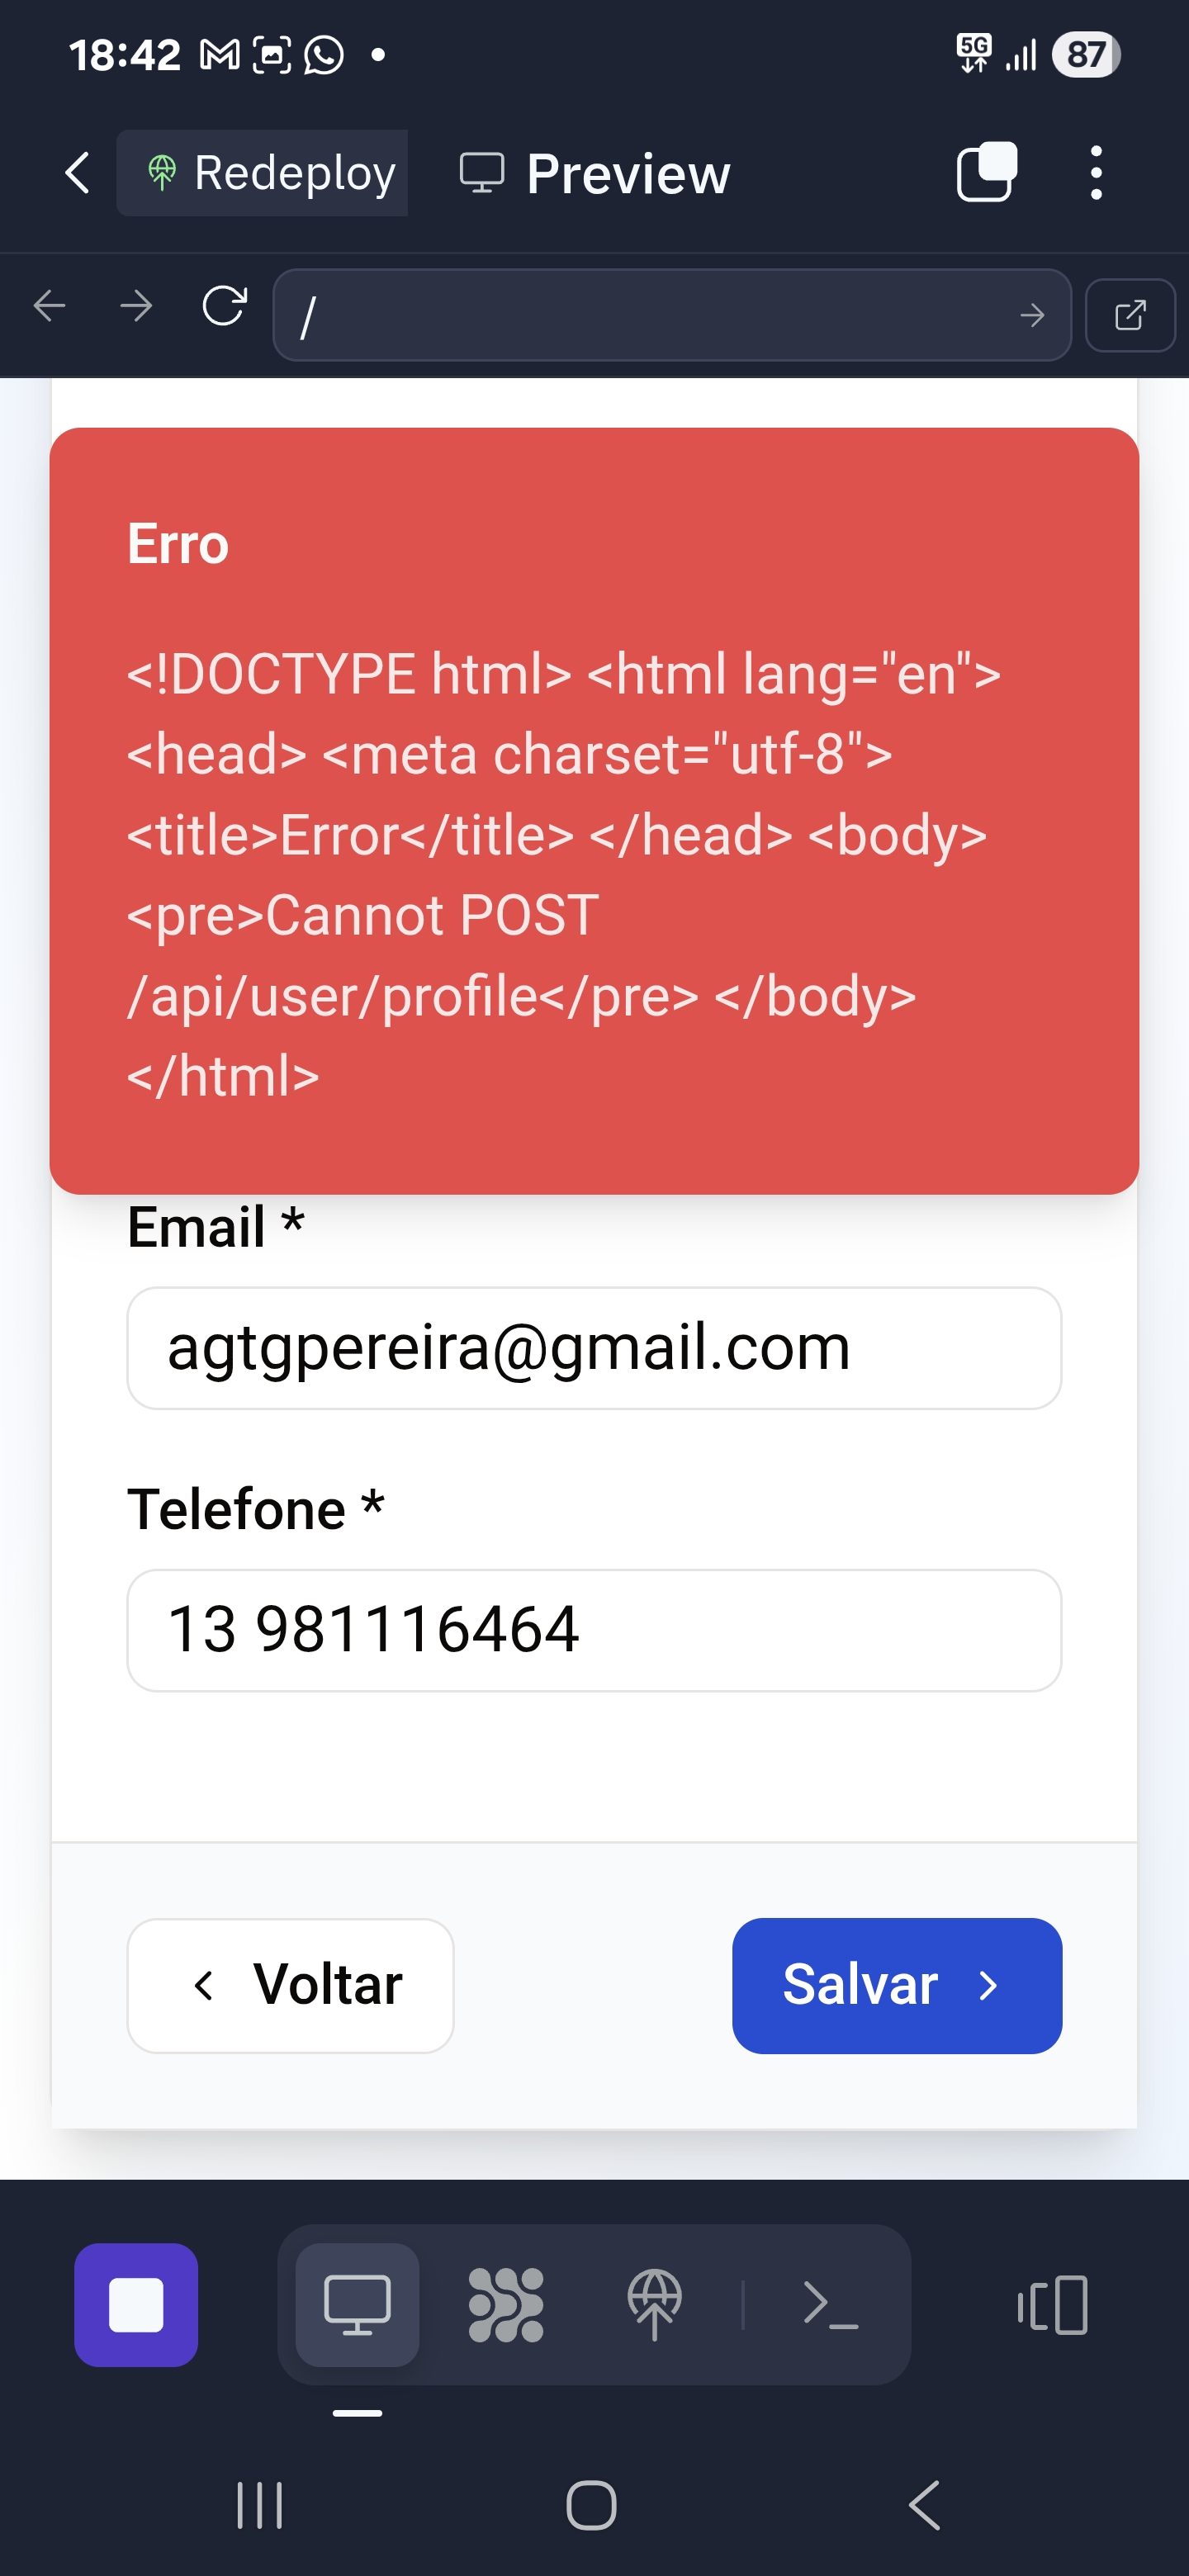 18:42
5G
87
Redeploy
Preview
/
Erro
<!DOCTYPE html> <html lang="en">
<head> <meta charset="utf-8">
<title>Error</title> </head> <body>
<pre>Cannot POST
/api/user/profile</pre> </body>
</html>
Email *
agtgpereira@gmail.com
Telefone *
13 981116464
Voltar
Salvar